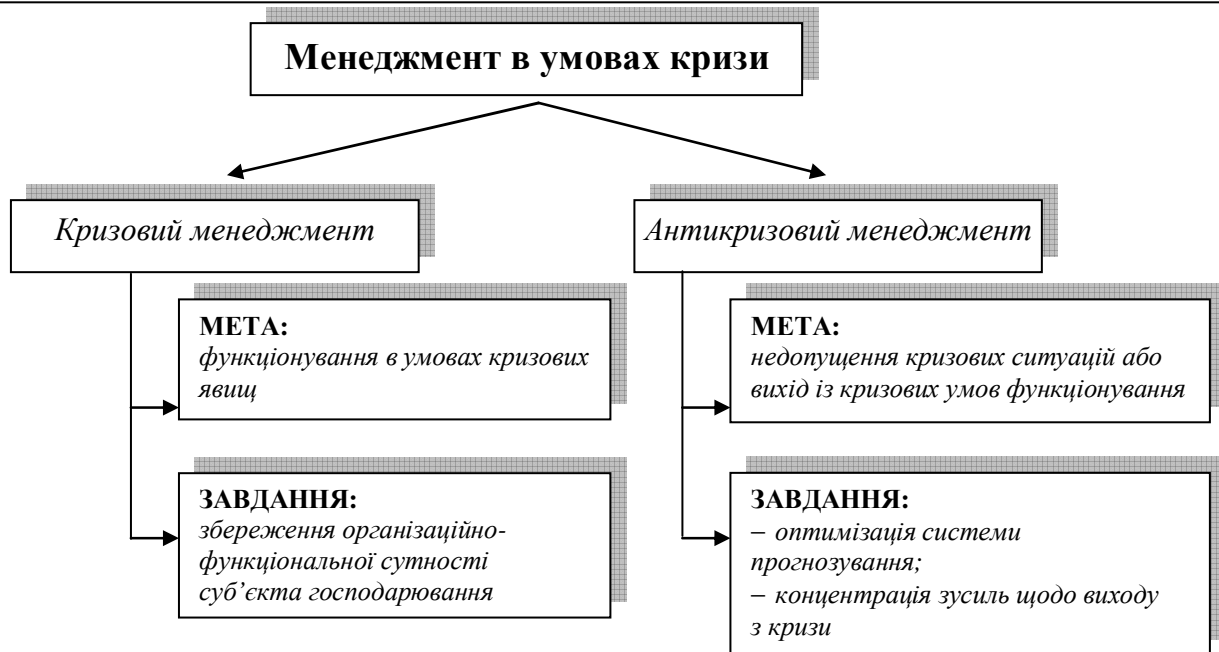 Менеджмент в умовах кризи
Кризовий менеджмент
Антикризовий менеджмент
МЕТА:
функціонування в умовах кризових
явищ
МЕТА:
недопущення кризових ситуацій або
вихід із кризових умов функціонування
ЗАВДАННЯ:
збереження організаційно-
функціональної сутності
суб’єкта господарювання
ЗАВДАННЯ:
– оптимізація системи
прогнозування;
– концентрація зусиль щодо виходу
з кризи